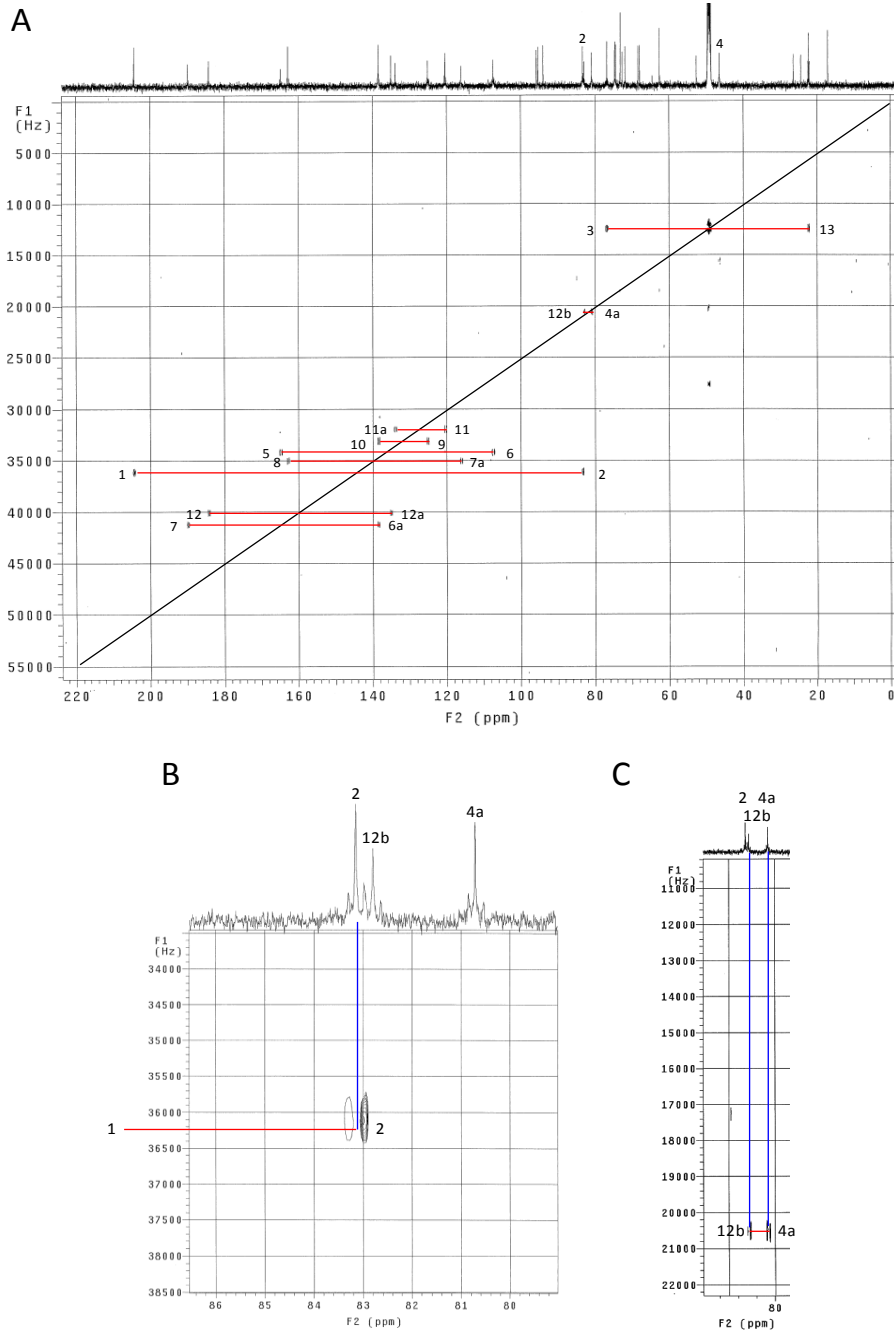 A
2
4
F1
(Hz)
5000
10000
3
13
15000
12b
4a
20000
25000
30000
11a
11
10
9
5
6
35000
8
7a
1
2
12
12a
40000
7
6a
45000
50000
55000
220
200
180
160
140
120
100
80
60
40
20
0
F2 (ppm)
B
2
12b
4a
F1
(Hz)
34000
34500
35000
35500
36000
1
2
36500
37000
37500
38000
38500
86
85
84
83
82
81
80
F2 (ppm)
C
2 4a
12b
F1
(Hz)
11000
12000
13000
14000
15000
16000
17000
18000
19000
20000
12b
4a
21000
22000
80
F2 (ppm)